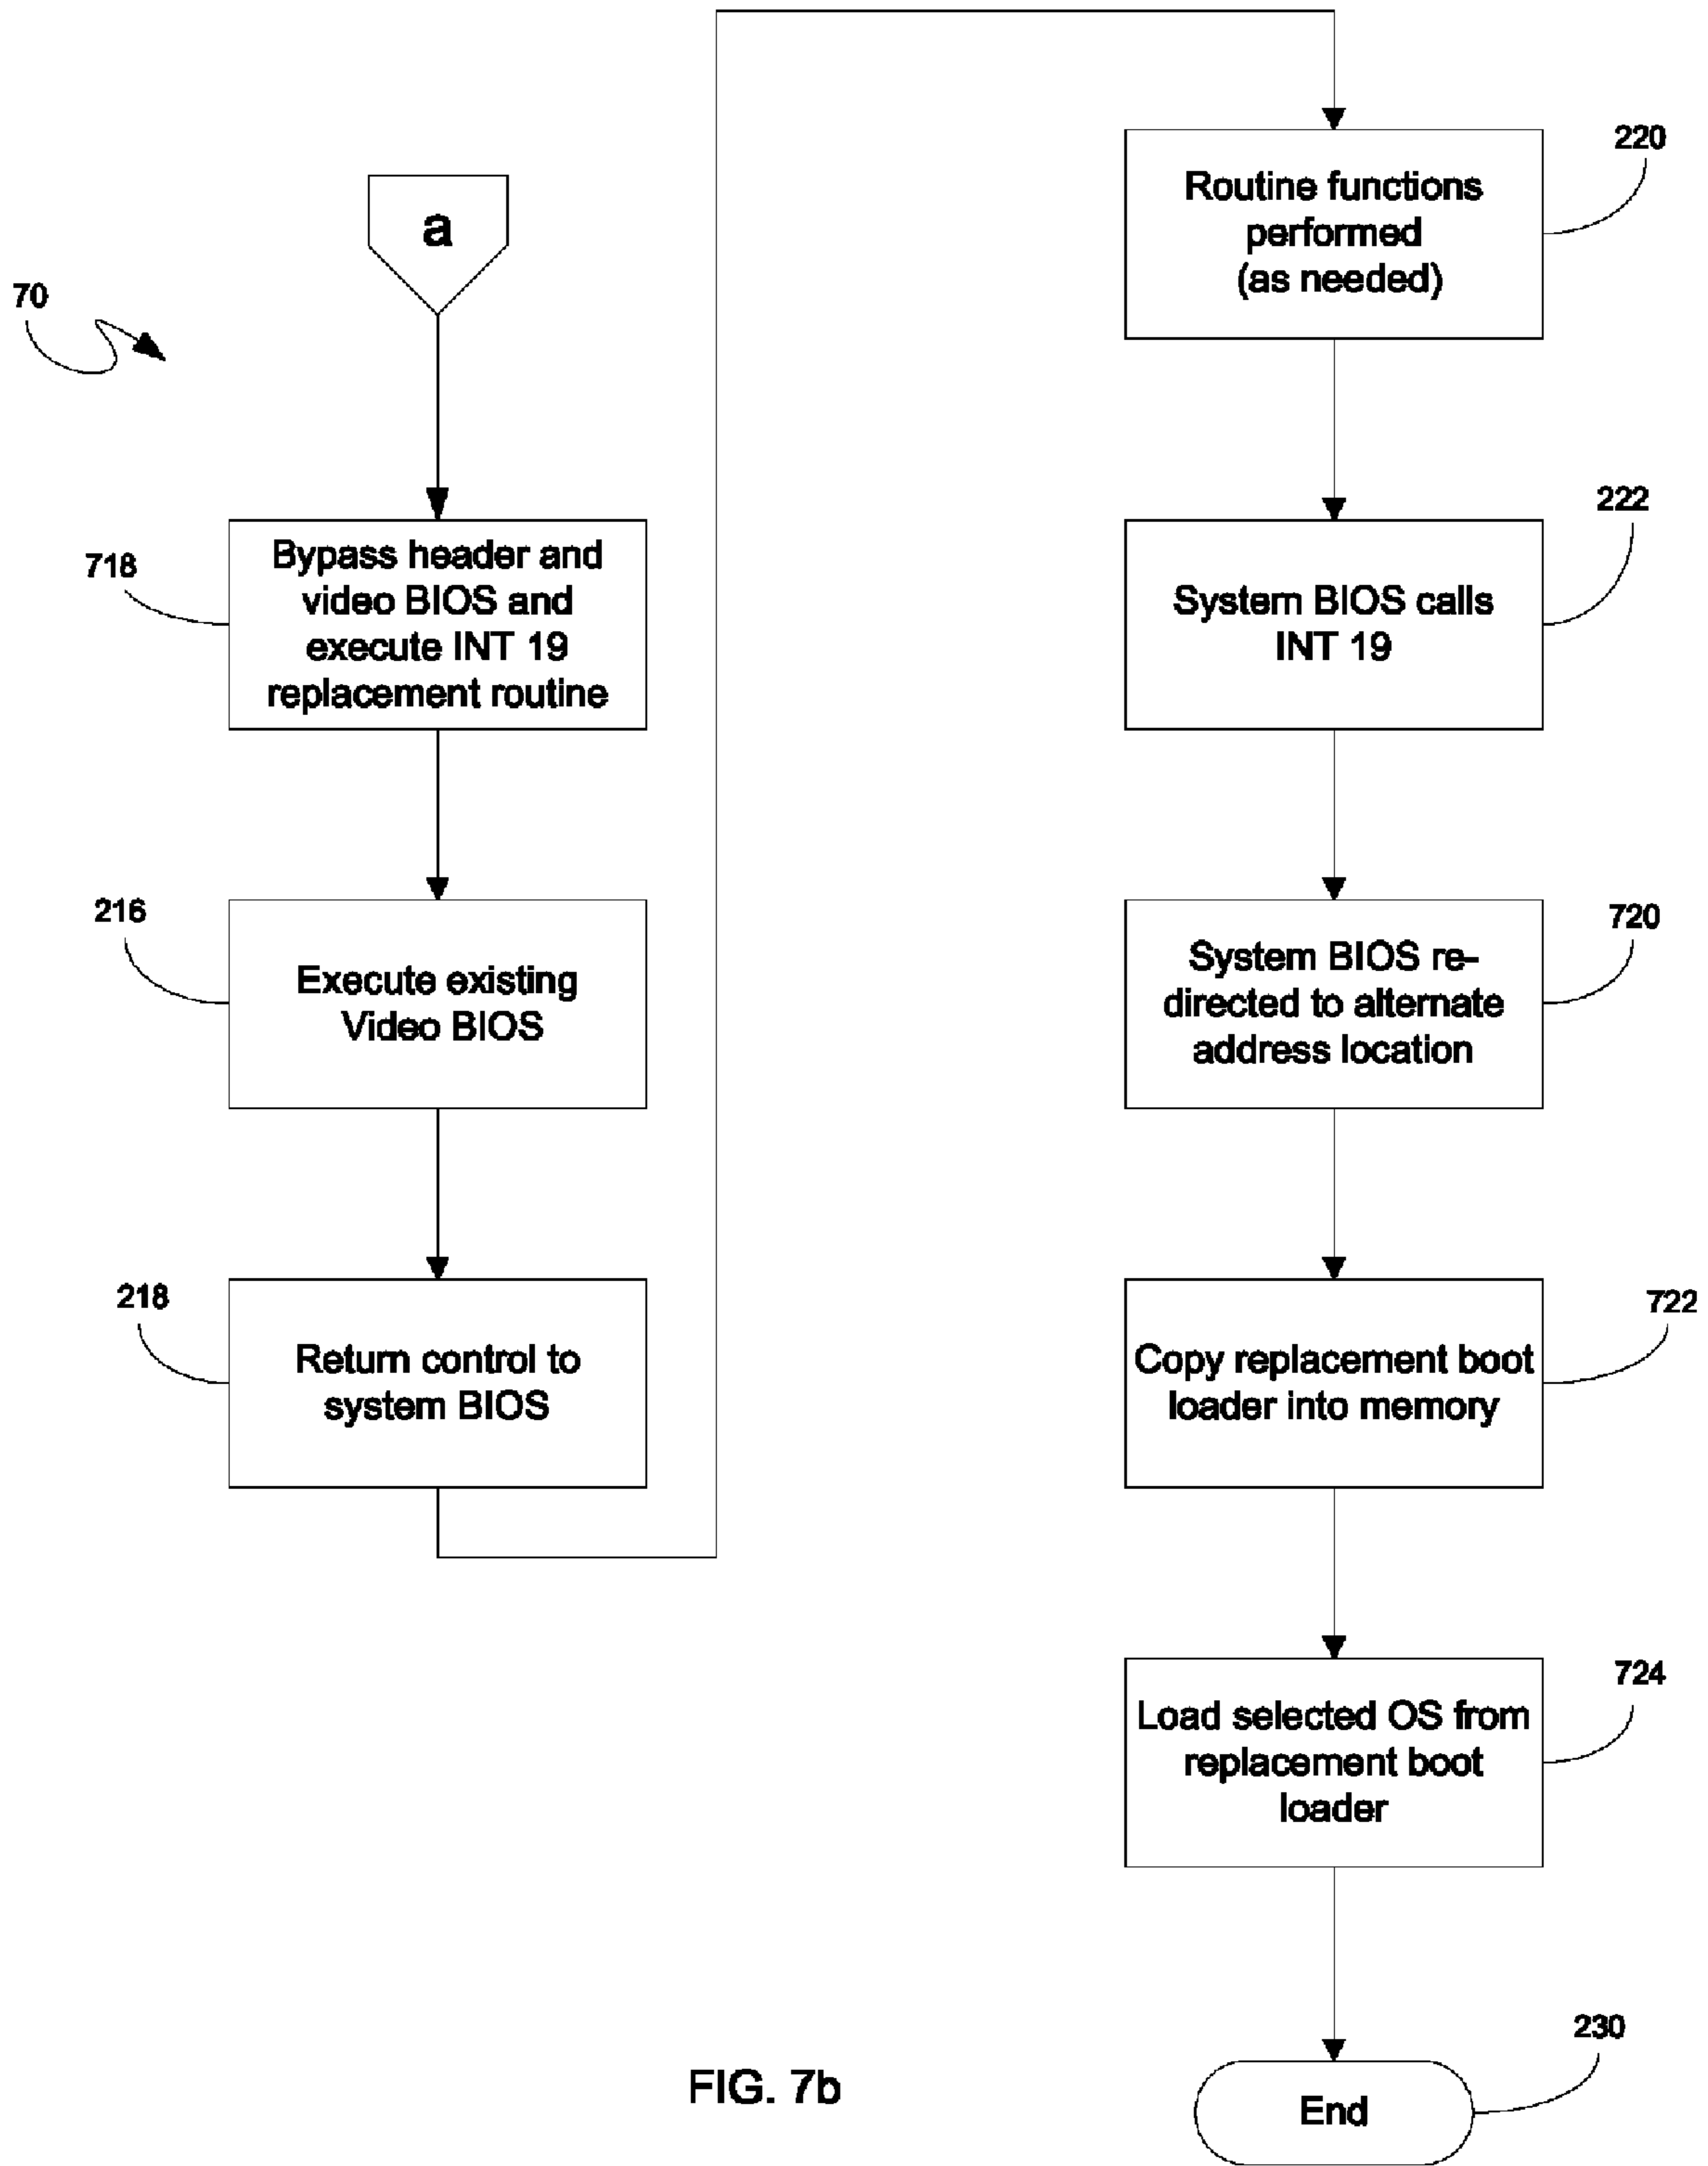 a
70
718
Bypass header and
video BIOS and
execute INT 19
replacement routine
216
Execute existing
Video BIOS
218
Return control to
system BIOS
220
Routine functions
performed
(as needed)
222
System BIOS calls
INT 19
720
System BIOS re-
directed to alternate
address location
722
Copy replacement boot
loader into memory
724
Load selected OS from
replacement boot
loader
230
End
FIG. 7b